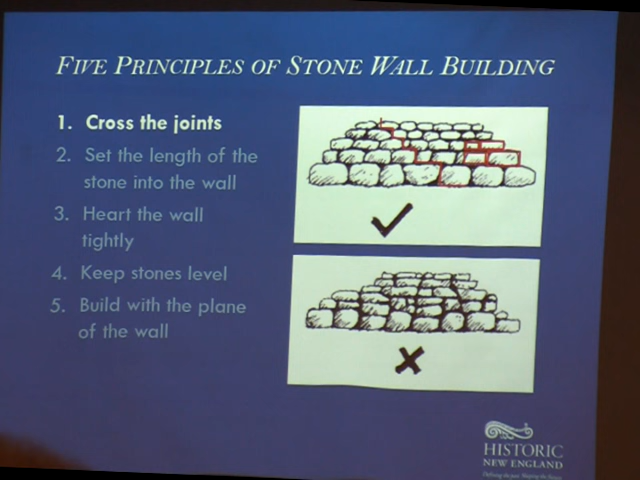 FIVE PRINCIPLES OF STONE WALL BUILDING
1. Cross the joints
2. Set the length of the
stone into the wall
3. Heart the wall
tightly
4. Keep stones level
5. Build with the plane
of the wall
HISTORIC
NEW ENGLAND